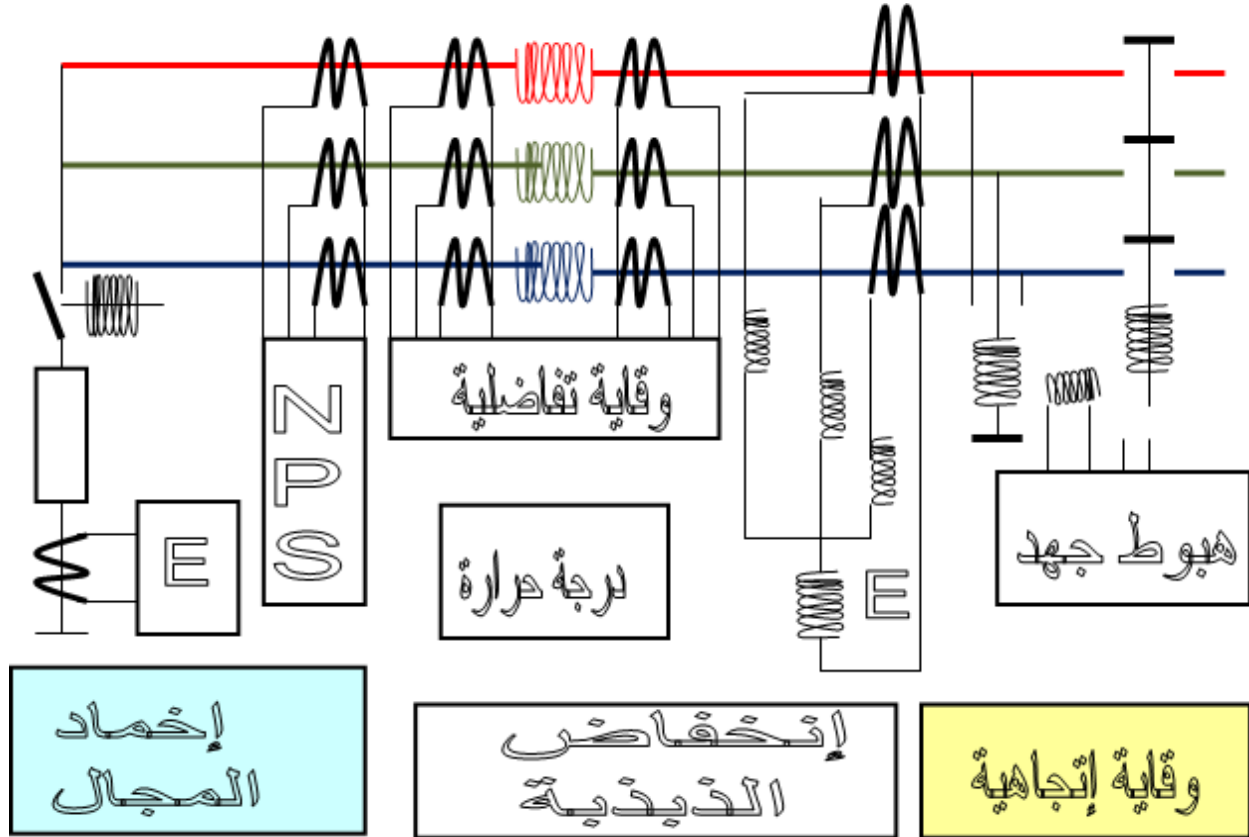 N
P
S
وقاية تفاضلية
هبوط جهد
E
درجة حرارة
E
إخماد
المجال
إنخفاض
الذبذبة
وقاية إتجاهية